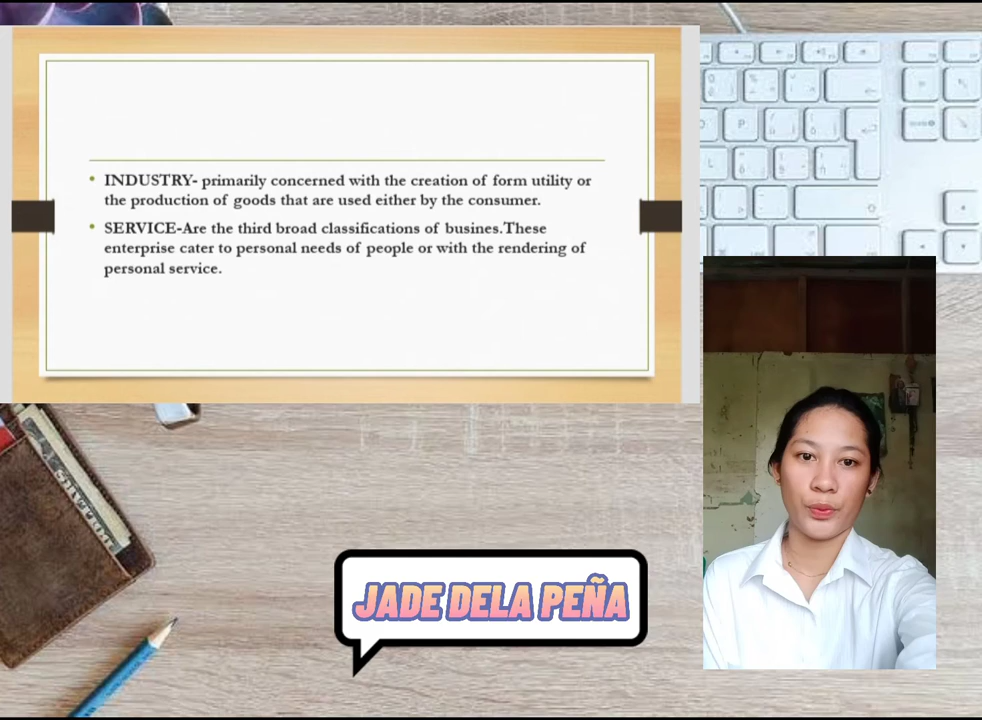 INDUSTRY- primarily concerned with the creation of form utility or
the production of goods that are used either by the consumer.
SERVICE-Are the third broad classifications of busines.These
enterprise cater to personal needs of people or with the rendering of
personal service.
JADE DELA PEÑA